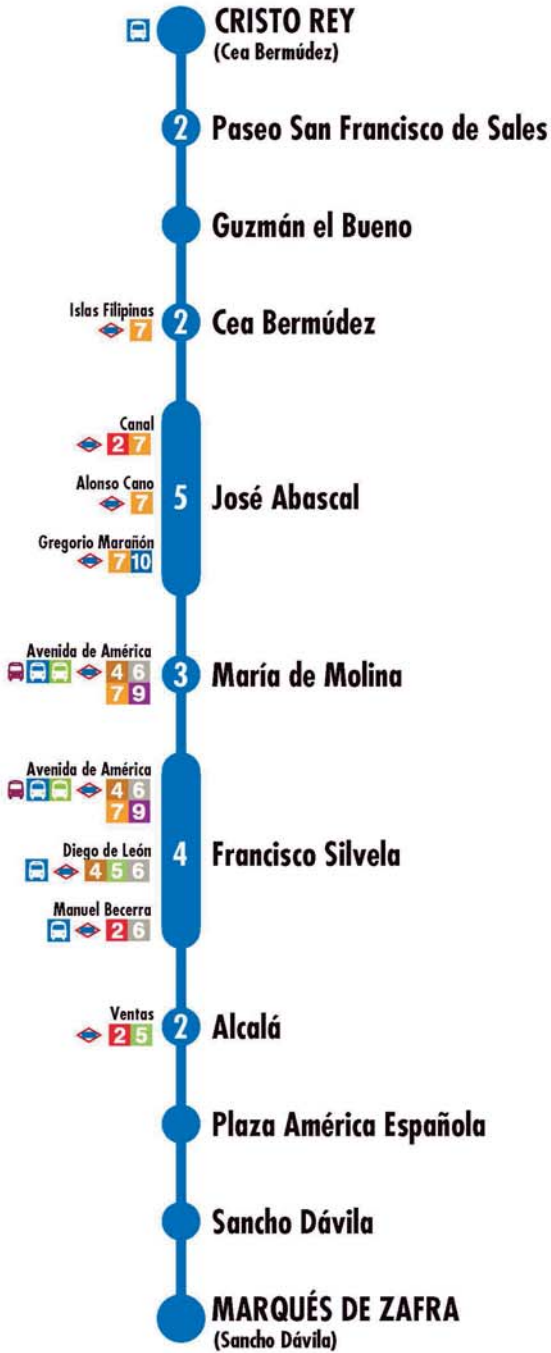 CRISTO REY
(Cea Bermúdez)
2 Paseo San Francisco de Sales
Guzmán el Bueno
Islas Filipinas
7
2 Cea Bermúdez
Canal
2 7
Alonso Cano
7
5 José Abascal
Gregorio Marañón
7 10
Avenida de América
4 6
7 9
3 María de Molina
Avenida de América
4 6
7 9
Diego de León
4 5 6
4 Francisco Silvela
Manuel Becerra
2 6
Ventas
2 5
2 Alcalá
Plaza América Española
Sancho Dávila
MARQUÉS DE ZAFRA
(Sancho Dávila)